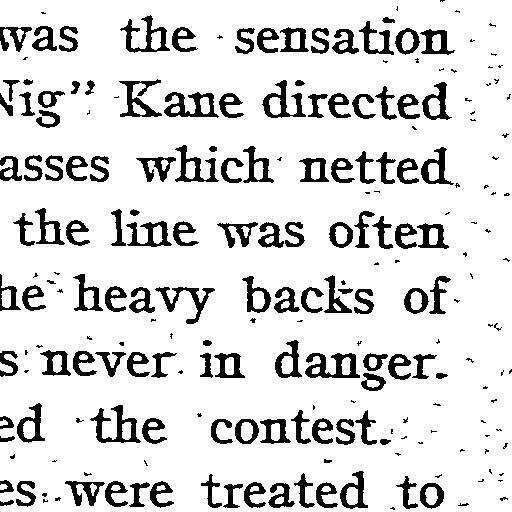 was the sensation
Nig" Kane directed
asses which netted
the line was often
he heavy backs of
s never in danger.
ed the contest.
es were treated to